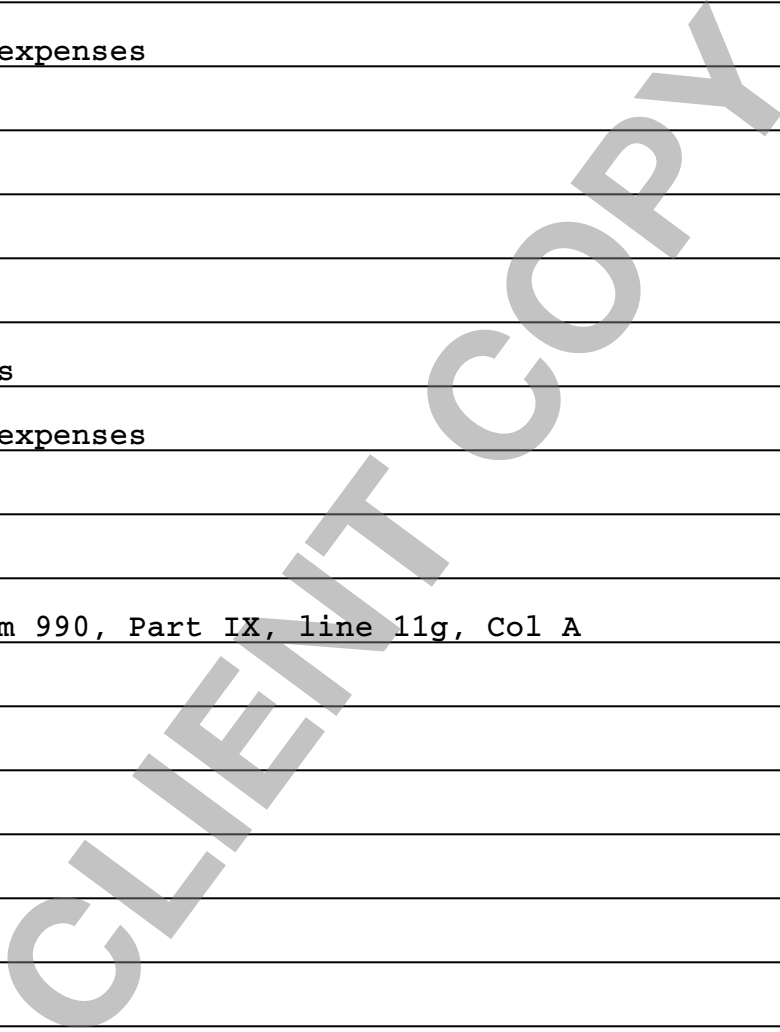 expenses
s
expenses
m 990, Part IX, line 11g, Col A
CLIENT COPY